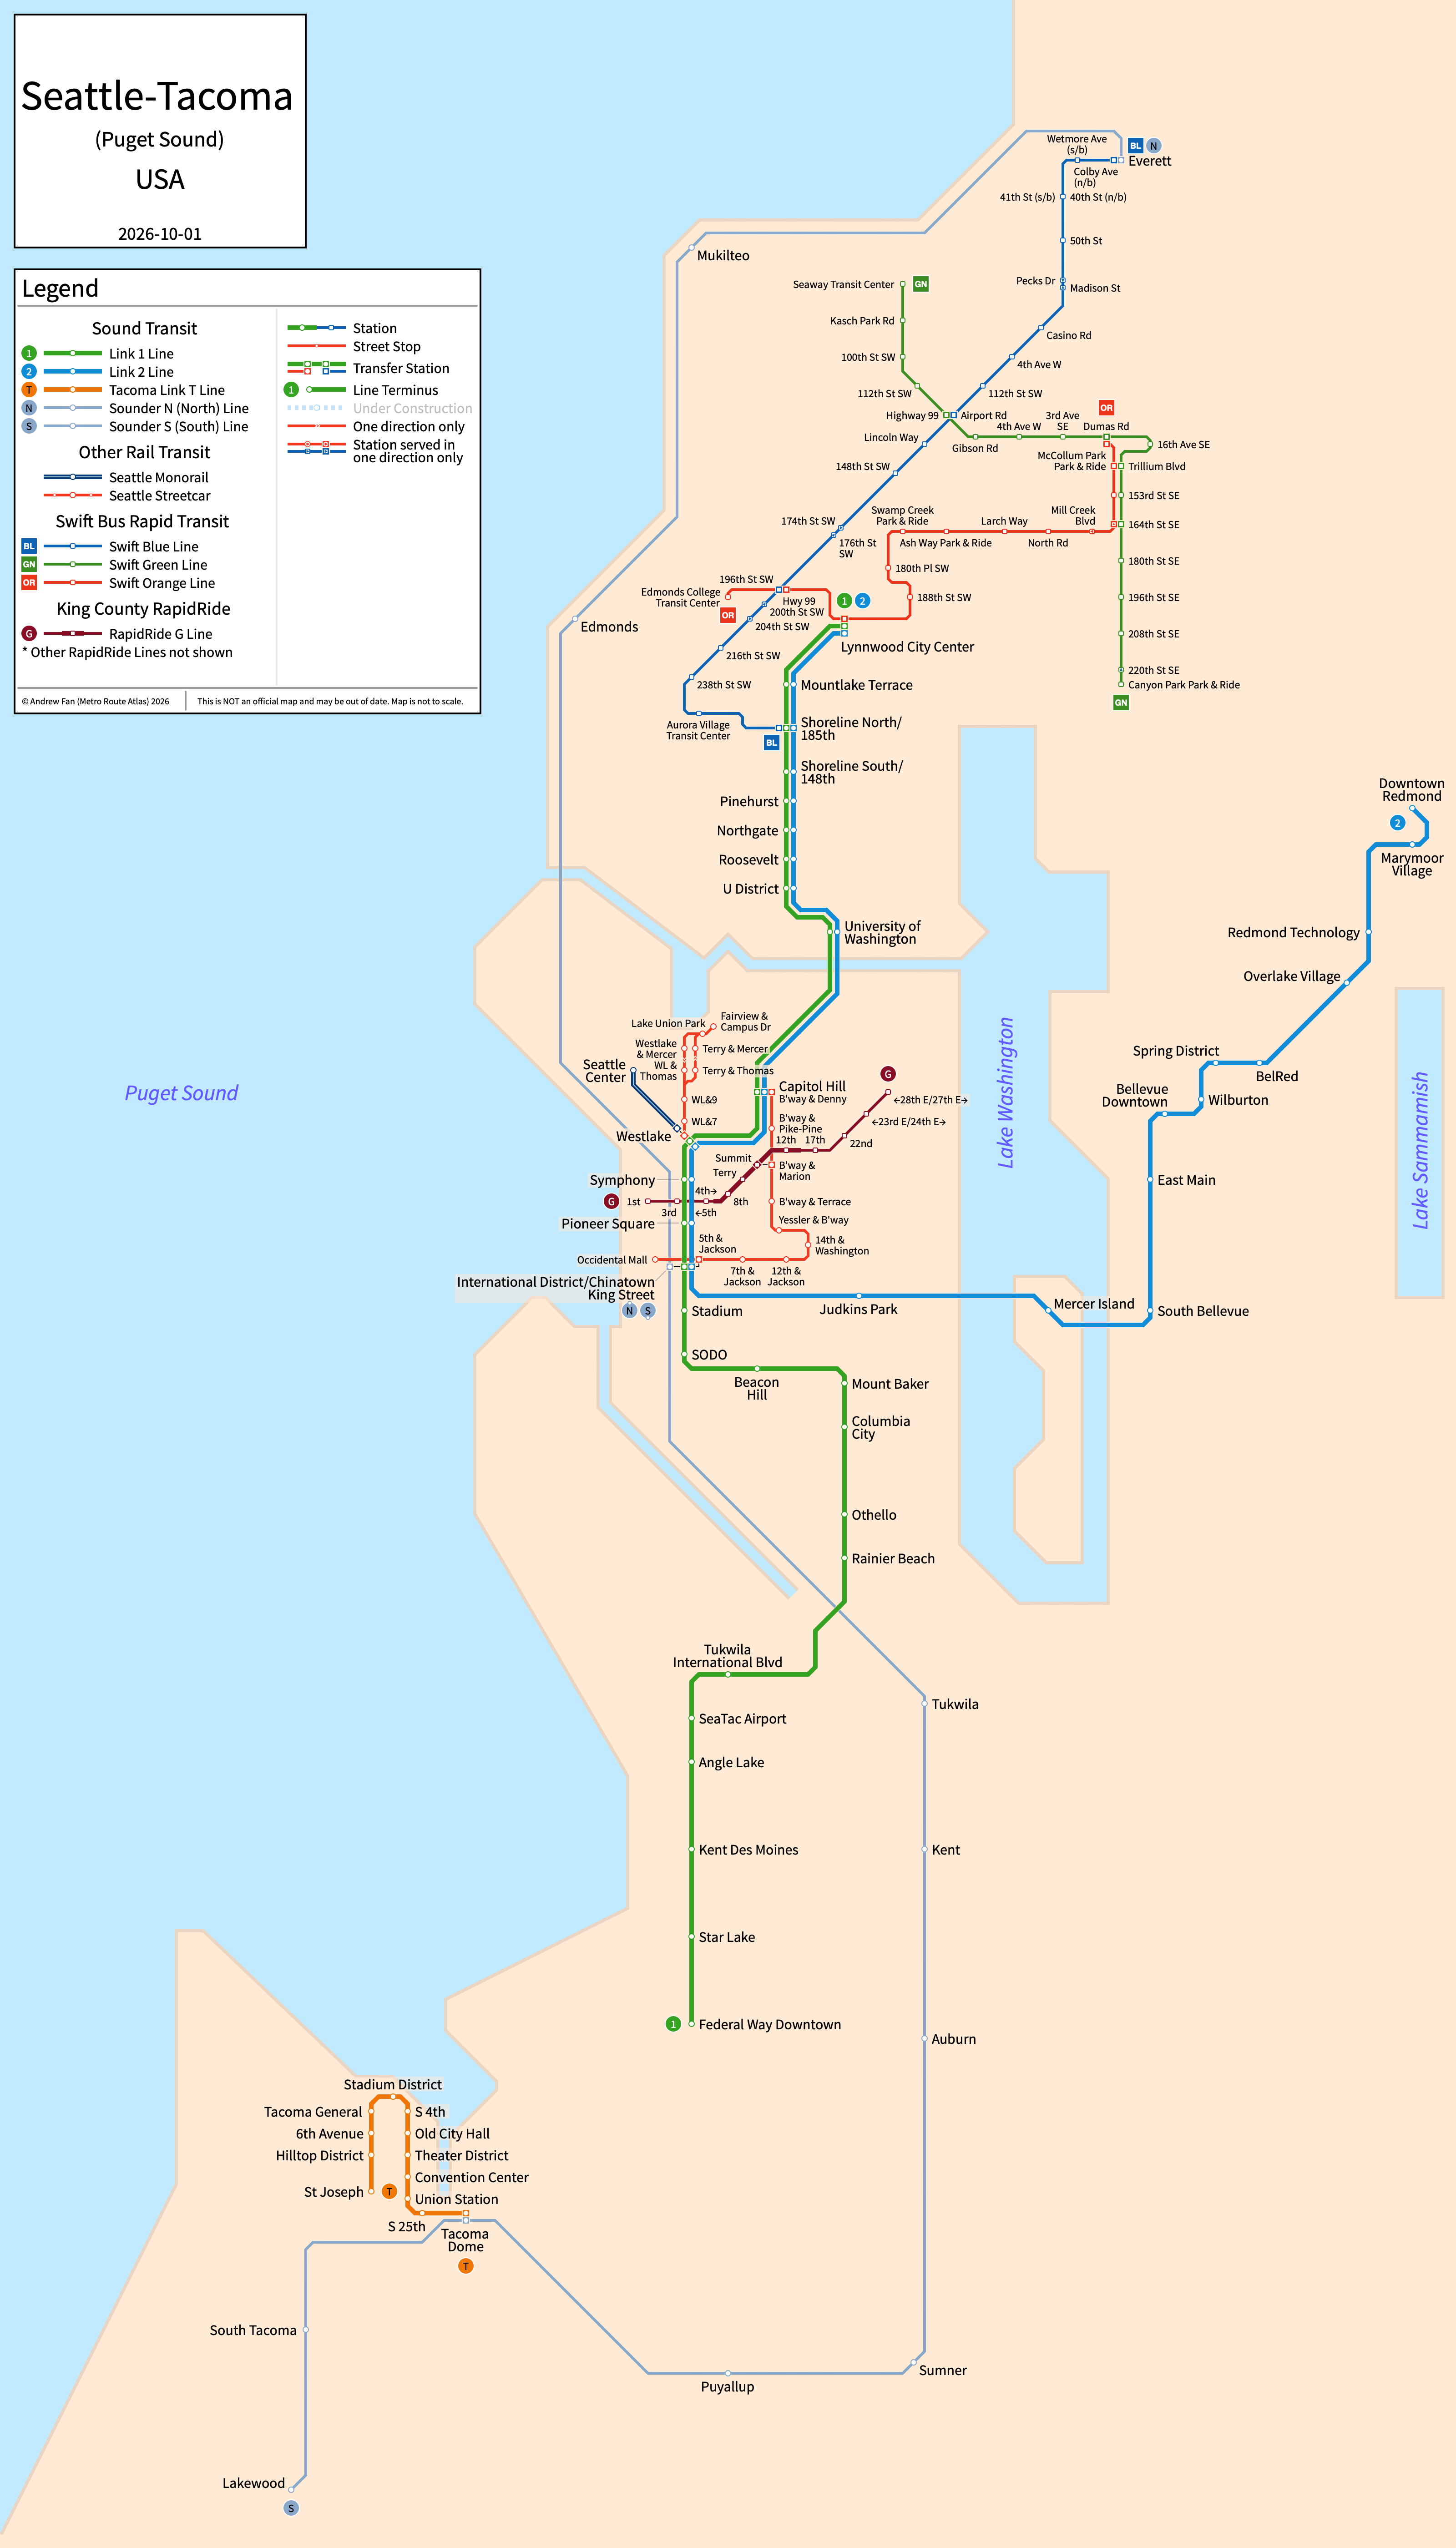 Seattle-Tacoma
(Puget Sound)
USA
2026-10-01
Legend
Sound Transit
1
Link 1 Line
2
Link 2 Line
T
Tacoma Link T Line
N
Sounder N (North) Line
S
Sounder S (South) Line
Other Rail Transit
Seattle Monorail
Seattle Streetcar
Swift Bus Rapid Transit
BL
Swift Blue Line
GN
Swift Green Line
OR
Swift Orange Line
King County RapidRide
G
RapidRide G Line
* Other RapidRide Lines not shown
Station
Street Stop
Transfer Station
1
Line Terminus
Under Construction
One direction only
Station served in
one direction only
© Andrew Fan (Metro Route Atlas) 2026
This is NOT an official map and may be out of date. Map is not to scale.
Wetmore Ave
(s/b)
BL
N
Everett
Colby Ave
(n/b)
41th St (s/b)
40th St (n/b)
50th St
Mukilteo
Pecks Dr
Madison St
Seaway Transit Center
GN
Kasch Park Rd
Casino Rd
100th St SW
4th Ave W
112th St SW
112th St SW
OR
Highway 99
Airport Rd
3rd Ave
SE
4th Ave W
Dumas Rd
Lincoln Way
Gibson Rd
16th Ave SE
McCollum Park
Park & Ride
148th St SW
Trillium Blvd
153rd St SE
Swamp Creek
Park & Ride
Larch Way
Mill Creek
Blvd
174th St SW
164th St SE
176th St
SW
Ash Way Park & Ride
North Rd
180th Pl SW
180th St SE
196th St SW
Edmonds College
Transit Center
Hwy 99
1
2
188th St SW
196th St SE
OR
200th St SW
204th St SW
Edmonds
208th St SE
Lynnwood City Center
216th St SW
220th St SE
238th St SW
Mountlake Terrace
Canyon Park Park & Ride
GN
Aurora Village
Transit Center
Shoreline North/
185th
BL
Shoreline South/
148th
Pinehurst
Northgate
Roosevelt
U District
University of
Washington
Downtown
Redmond
2
Marymoor
Village
Redmond Technology
Overlake Village
Spring District
BelRed
Bellevue
Downtown
Wilburton
East Main
South Bellevue
Mercer Island
Judkins Park
Lake Washington
Lake Sammamish
Puget Sound
Lake Union Park
Fairview &
Campus Dr
Westlake
& Mercer
Terry & Mercer
WL &
Thomas
Terry & Thomas
Seattle
Center
WL&9
WL&7
Westlake
Capitol Hill
B'way & Denny
B'way &
Pike-Pine
G
←28th E/27th E→
←23rd E/24th E→
22nd
12th
17th
Summit
Terry
B'way &
Marion
Symphony
4th→
8th
G
1st
3rd
←5th
B'way & Terrace
Pioneer Square
Yessler & B'way
5th &
Jackson
14th &
Washington
Occidental Mall
7th &
Jackson
12th &
Jackson
International District/Chinatown
King Street
N
S
Stadium
SODO
Beacon
Hill
Mount Baker
Columbia
City
Othello
Rainier Beach
Tukwila
International Blvd
Tukwila
SeaTac Airport
Angle Lake
Kent Des Moines
Kent
Star Lake
1
Federal Way Downtown
Auburn
Stadium District
Tacoma General
S 4th
6th Avenue
Old City Hall
Hilltop District
Theater District
Convention Center
St Joseph
T
Union Station
S 25th
Tacoma
Dome
T
South Tacoma
Sumner
Puyallup
Lakewood
S